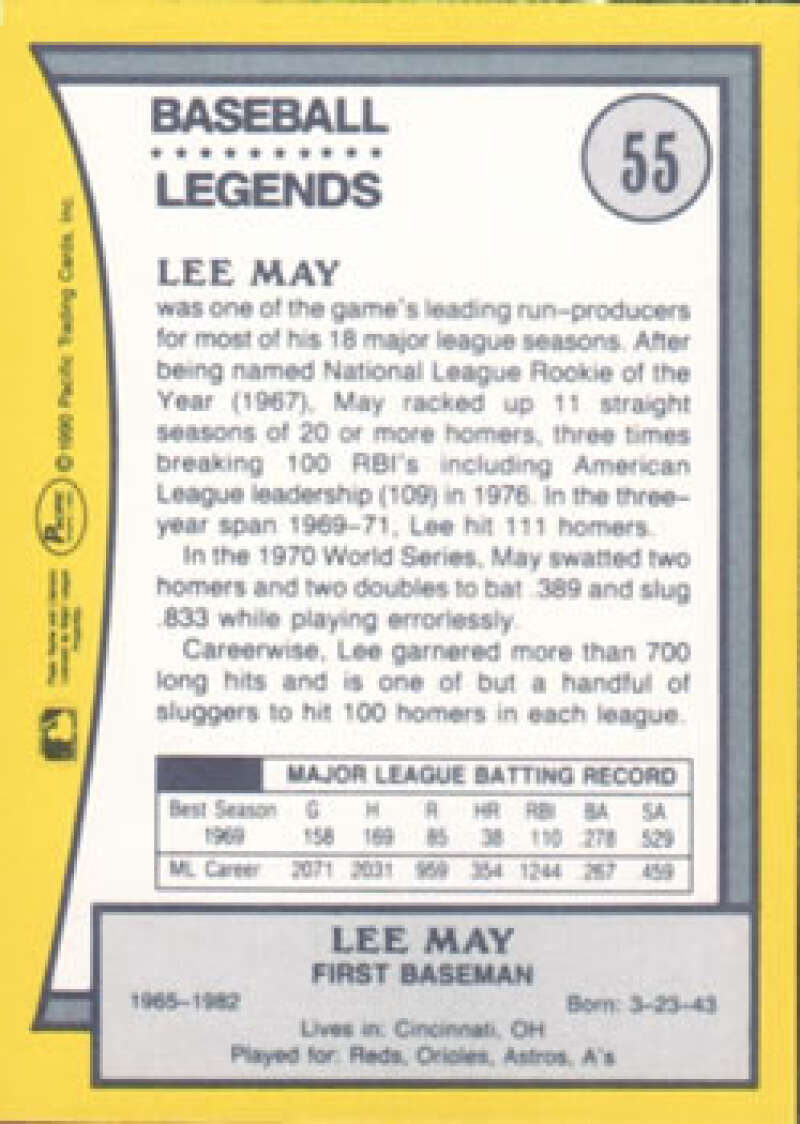 BASEBALL
LEGENDS
55
LEE MAY
was one of the game's leading run-producers
for most of his 18 major league seasons. After
being named National League Rookie of the
Year (1967), May racked up 11 straight
seasons of 20 or more homers, three times
breaking 100 RBI's including American
League leadership (109) in 1976. In the three-
year span 1969-71, Lee hit 111 homers.
In the 1970 World Series, May swatted two
homers and two doubles to bat .389 and slug
.833 while playing errorlessly.
Careerwise, Lee garnered more than 700
long hits and is one of but a handful of
sluggers to hit 100 homers in each league.
MAJOR LEAGUE BATTING RECORD
Best Season G H R HR RBI BA SA
1969 158 169 85 38 110 .278 .529
ML Career 2071 2031 959 354 1244 .267 .459
LEE MAY
FIRST BASEMAN
1965-1982 Born: 3-23-43
Lives in: Cincinnati, OH
Played for: Reds, Orioles, Astros, A's
Pacific © 1990 Pacific Trading Cards, Inc.